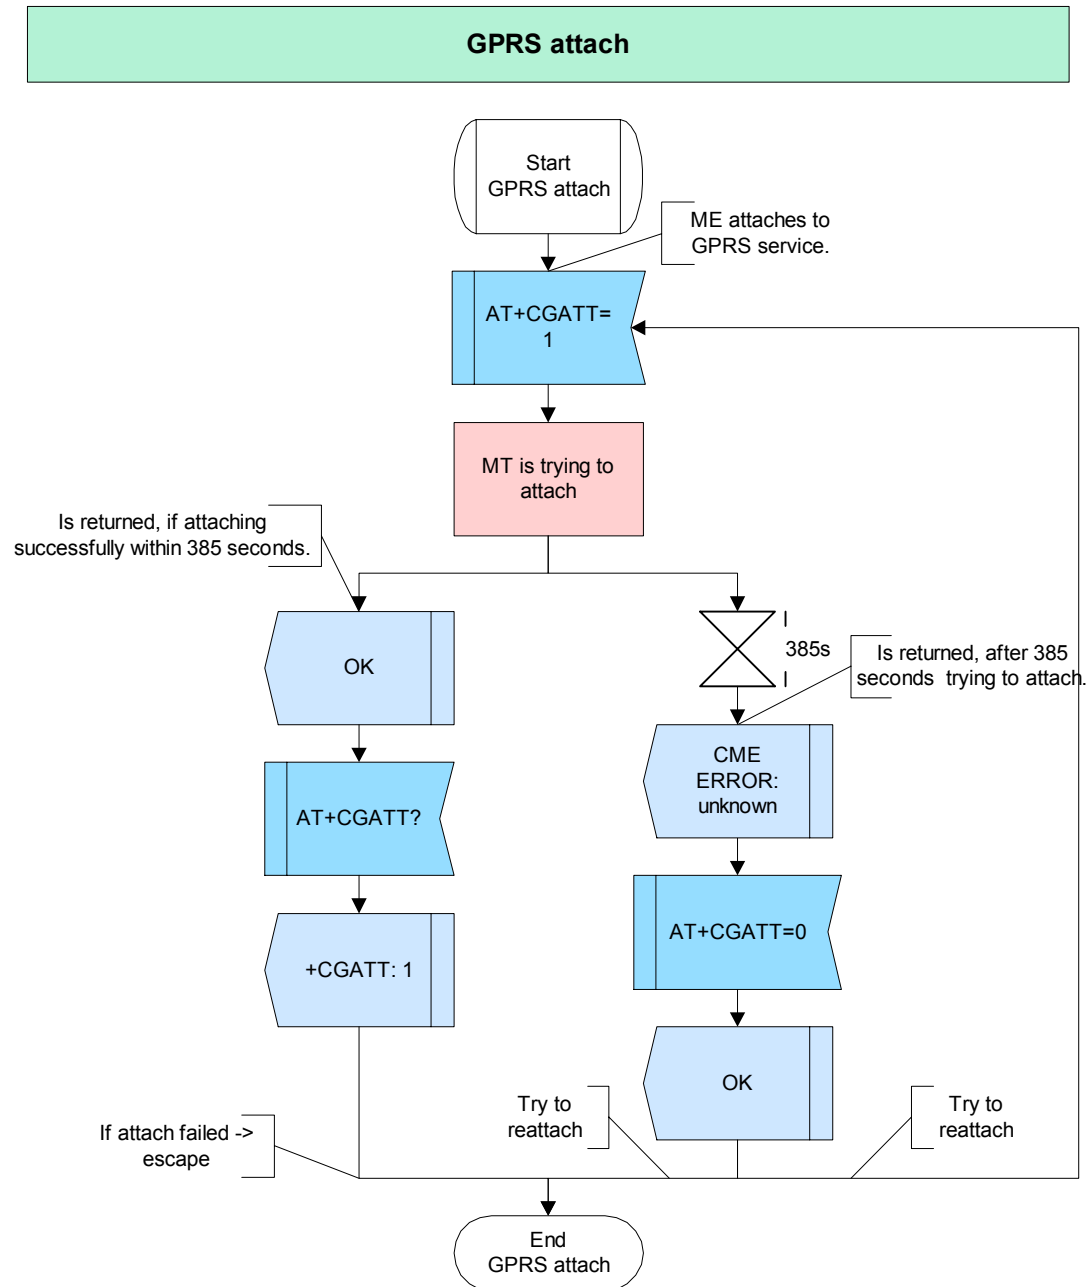 GPRS attach
Start
GPRS attach
ME attaches to
GPRS service.
AT+CGATT=
1
MT is trying to
attach
Is returned, if attaching
successfully within 385 seconds.
OK
385s
Is returned, after 385
seconds trying to attach.
CME
ERROR:
unknown
AT+CGATT?
AT+CGATT=0
+CGATT: 1
OK
If attach failed ->
escape
Try to
reattach
Try to
reattach
End
GPRS attach